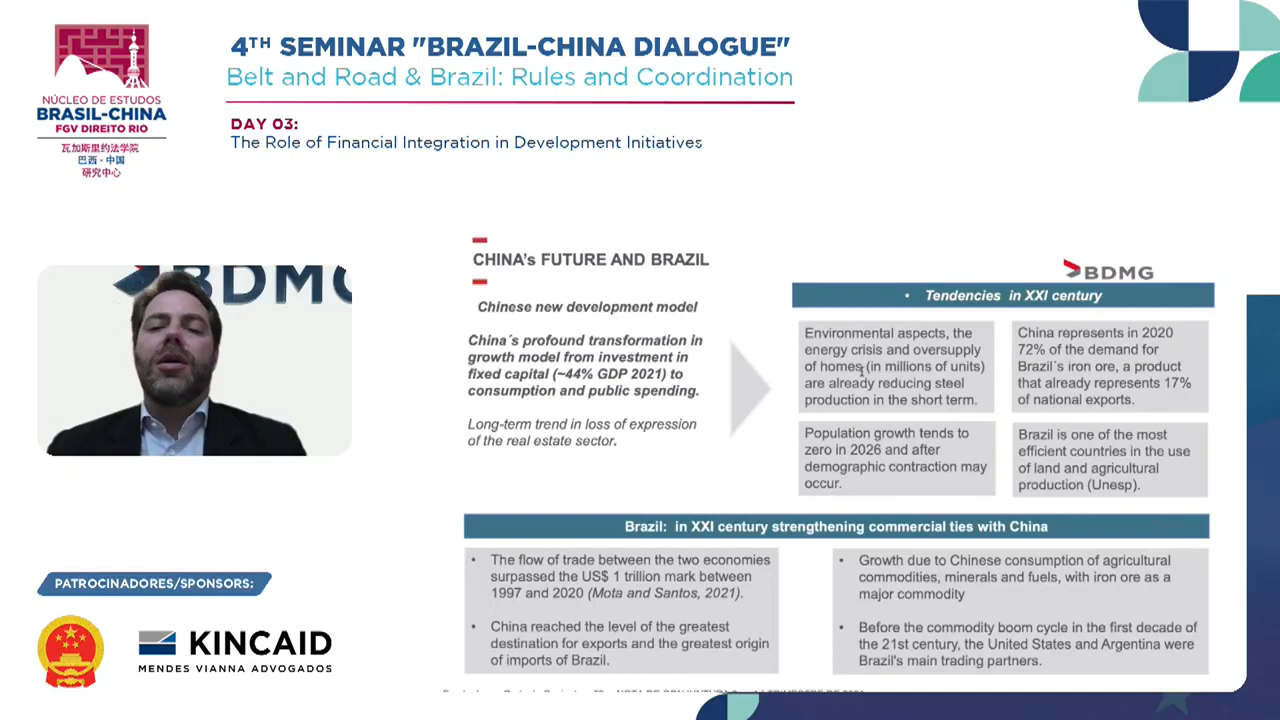 4TH SEMINAR "BRAZIL-CHINA DIALOGUE"
Belt and Road & Brazil: Rules and Coordination
DAY 03:
The Role of Financial Integration in Development Initiatives
NÚCLEO DE ESTUDOS
BRASIL-CHINA
FGV DIREITO RIO
瓦加斯里约法学院
巴西 - 中国
研究中心
BDMG
CHINA's FUTURE AND BRAZIL
BDMG
Chinese new development model
China´s profound transformation in
growth model from investment in
fixed capital (~44% GDP 2021) to
consumption and public spending.
Long-term trend in loss of expression
of the real estate sector.
• Tendencies in XXI century
Environmental aspects, the
energy crisis and oversupply
of homes (in millions of units)
are already reducing steel
production in the short term.
China represents in 2020
72% of the demand for
Brazil´s iron ore, a product
that already represents 17%
of national exports.
Population growth tends to
zero in 2026 and after
demographic contraction may
occur.
Brazil is one of the most
efficient countries in the use
of land and agricultural
production (Unesp).
Brazil: in XXI century strengthening commercial ties with China
• The flow of trade between the two economies
surpassed the US$ 1 trillion mark between
1997 and 2020 (Mota and Santos, 2021).
• China reached the level of the greatest
destination for exports and the greatest origin
of imports of Brazil.
• Growth due to Chinese consumption of agricultural
commodities, minerals and fuels, with iron ore as a
major commodity
• Before the commodity boom cycle in the first decade of
the 21st century, the United States and Argentina were
Brazil's main trading partners.
PATROCINADORES/SPONSORS:
KINCAID
MENDES VIANNA ADVOGADOS